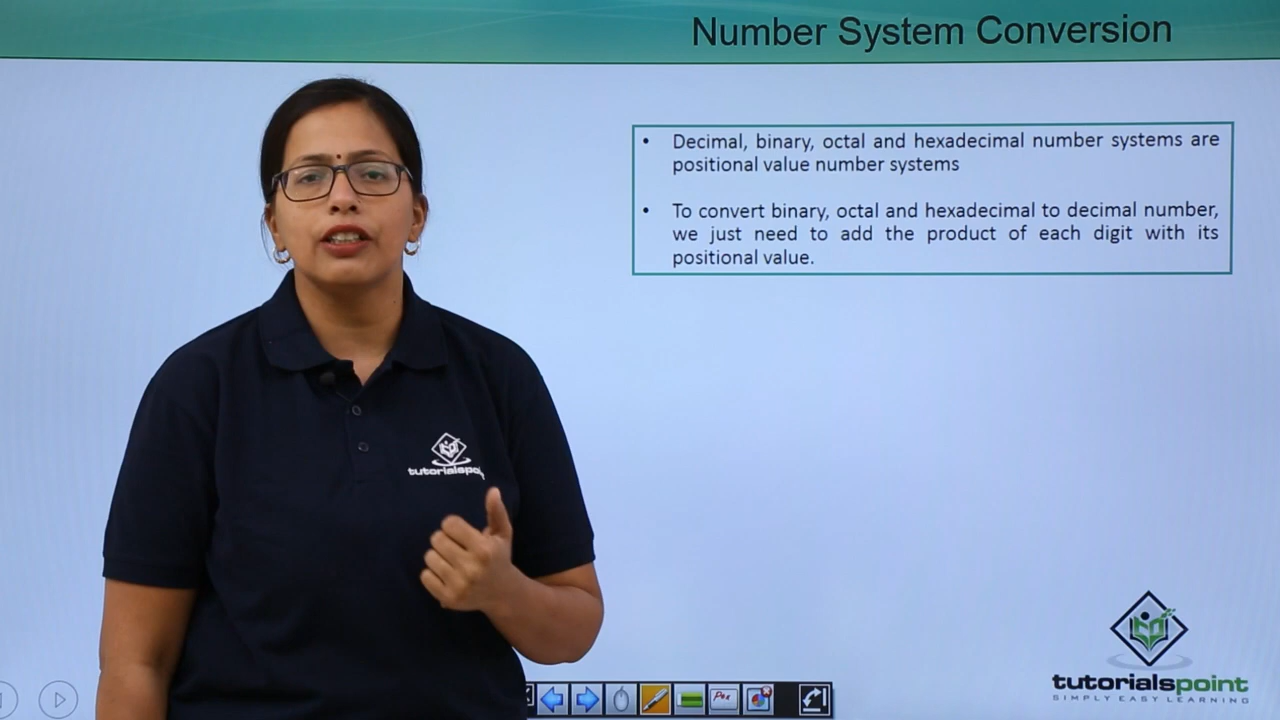 Number System Conversion
• Decimal, binary, octal and hexadecimal number systems are
positional value number systems
• To convert binary, octal and hexadecimal to decimal number,
we just need to add the product of each digit with its
positional value.
tutorialspoint
Pen
tutorialspoint
SIMPLY EASY LEARNING